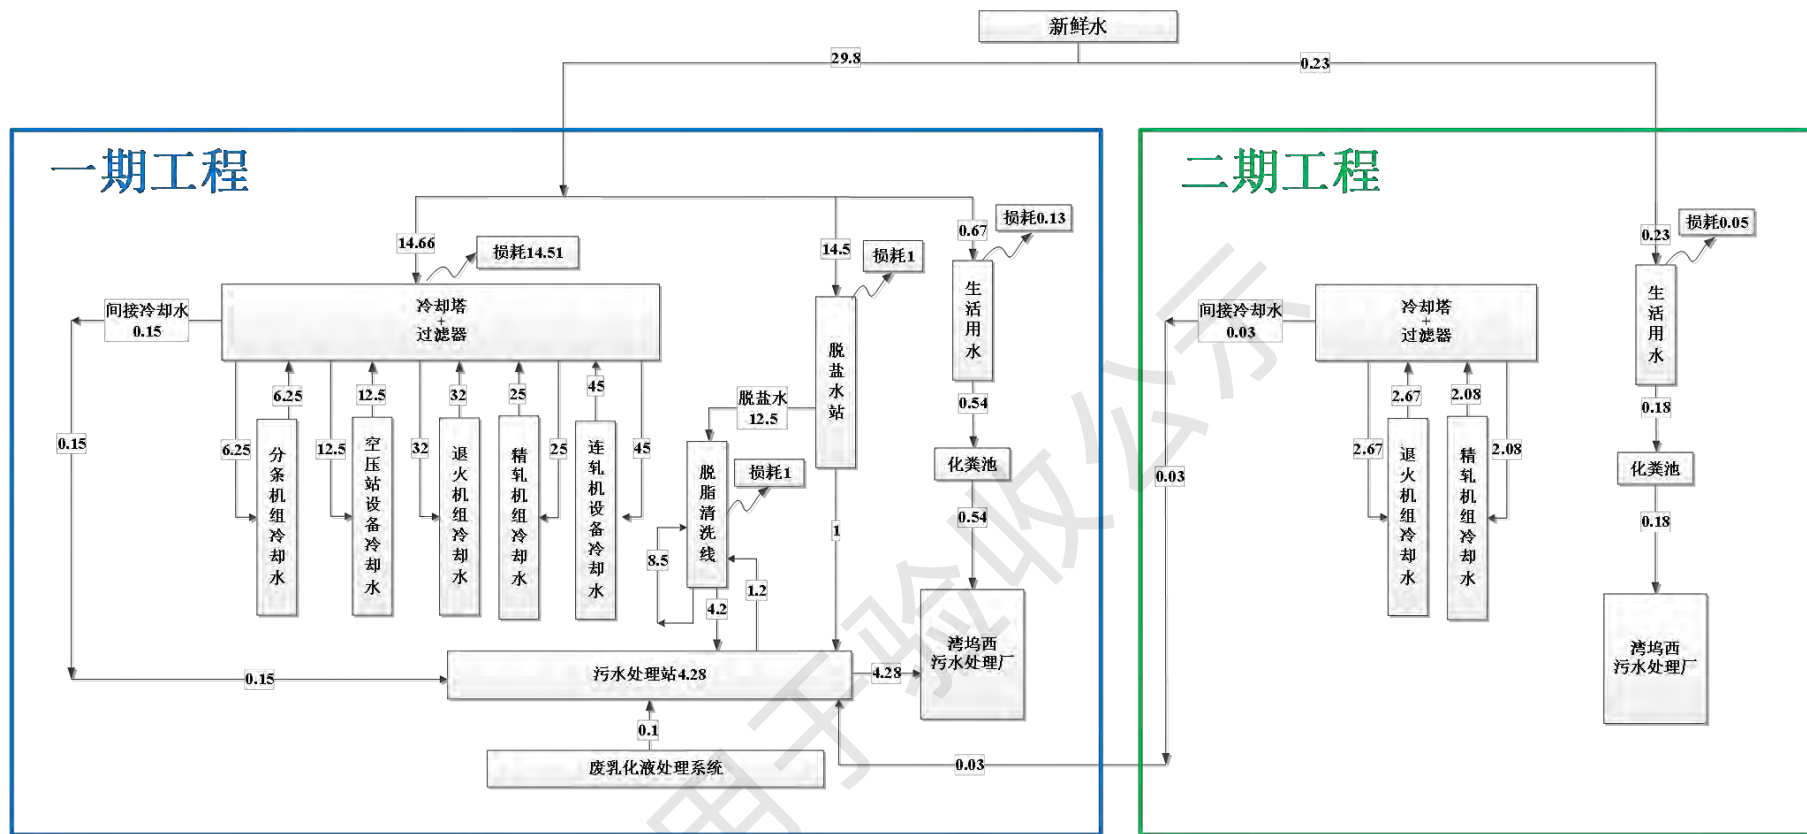 新鲜水
29.8
0.23
一期工程
二期工程
14.66
损耗14.51
14.5
损耗1
0.67
损耗0.13
0.23
损耗0.05
间接冷却水
0.15
冷却塔
+
过滤器
脱盐水站
生活用水
间接冷却水
0.03
冷却塔
+
过滤器
生活用水
6.25
12.5
32
25
45
脱盐水
12.5
0.54
2.67
2.08
0.18
0.15
6.25
分条机组冷却水
12.5
空压站设备冷却水
32
退火机组冷却水
精轧机组冷却水
25
连轧机设备冷却水
45
脱脂清洗线
损耗1
化粪池
0.03
2.67
退火机组冷却水
精轧机组冷却水
2.08
化粪池
8.5
1
0.54
0.18
1.2
4.2
湾坞西
污水处理厂
湾坞西
污水处理厂
0.15
污水处理站4.28
4.28
0.1
废乳化液处理系统
0.03
用于验收公示